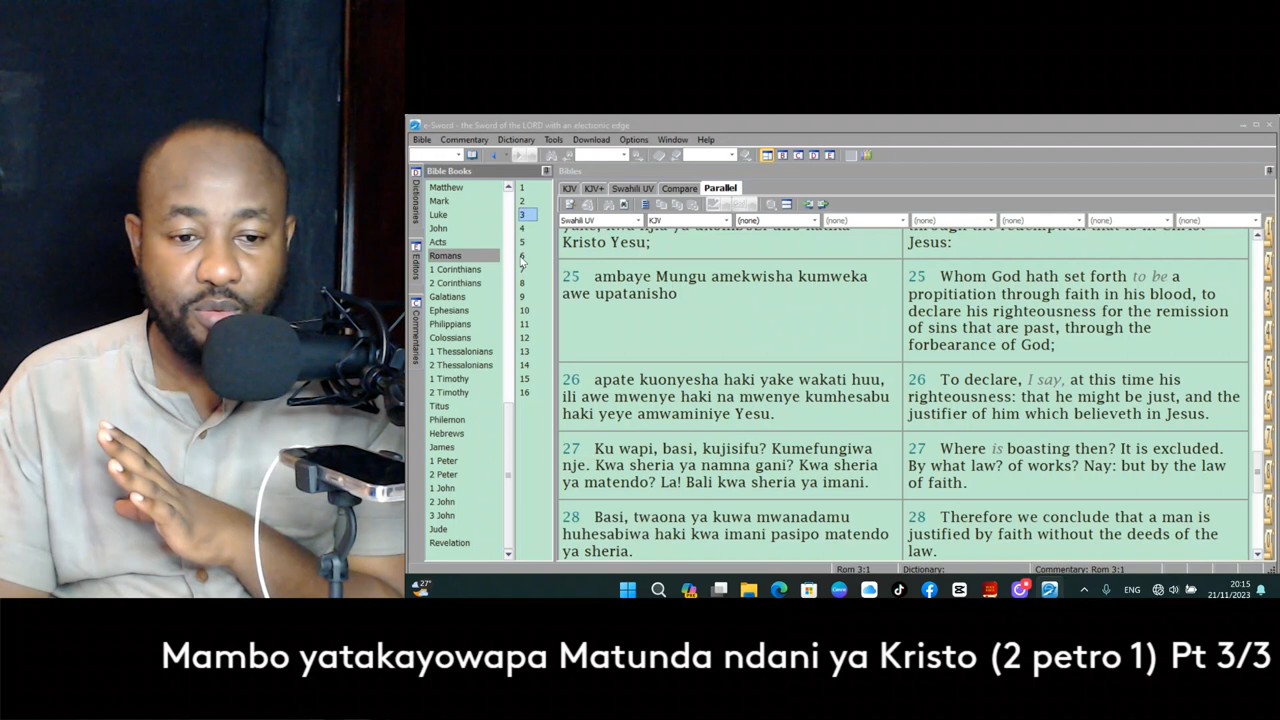 e-Sword - the Sword of the LORD with an electronic edge
Bible Commentary Dictionary Tools Download Options Window Help
Bible Books
Bibles
Dictionaries
Editors
Commentaries
Matthew
Mark
Luke
John
Acts
Romans
1 Corinthians
2 Corinthians
Galatians
Ephesians
Philippians
Colossians
1 Thessalonians
2 Thessalonians
1 Timothy
2 Timothy
Titus
Philemon
Hebrews
James
1 Peter
2 Peter
1 John
2 John
3 John
Jude
Revelation
1
2
3
4
5
6
7
8
9
10
11
12
13
14
15
16
KJV KJV+ Swahili UV Compare Parallel
Swahili UV KJV (none) (none) (none) (none) (none) (none)
Kristo Yesu;
25 ambaye Mungu amekwisha kumweka
awe upatanisho
26 apate kuonyesha haki yake wakati huu,
ili awe mwenye haki na mwenye kumhesabu
haki yeye amwaminiye Yesu.
27 Ku wapi, basi, kujisifu? Kumefungiwa
nje. Kwa sheria ya namna gani? Kwa sheria
ya matendo? La! Bali kwa sheria ya imani.
28 Basi, twaona ya kuwa mwanadamu
huhesabiwa haki kwa imani pasipo matendo
ya sheria.
Jesus:
25 Whom God hath set forth to be a
propitiation through faith in his blood, to
declare his righteousness for the remission
of sins that are past, through the
forbearance of God;
26 To declare, I say, at this time his
righteousness: that he might be just, and the
justifier of him which believeth in Jesus.
27 Where is boasting then? It is excluded.
By what law? of works? Nay: but by the law
of faith.
28 Therefore we conclude that a man is
justified by faith without the deeds of the
law.
Rom 3:1 Dictionary: Commentary: Rom 3:1
27°
ENG
20:15
21/11/2023
Mambo yatakayowapa Matunda ndani ya Kristo (2 petro 1) Pt 3/3